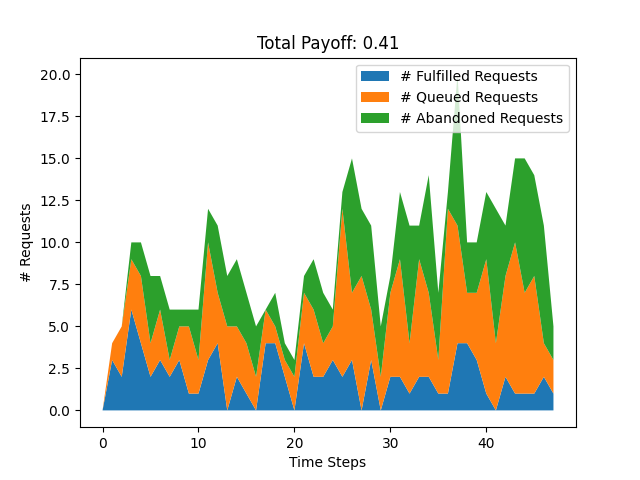 Total Payoff: 0.41
# Fulfilled Requests
# Queued Requests
# Abandoned Requests
# Requests
20.0
17.5
15.0
12.5
10.0
7.5
5.0
2.5
0.0
0 10 20 30 40
Time Steps